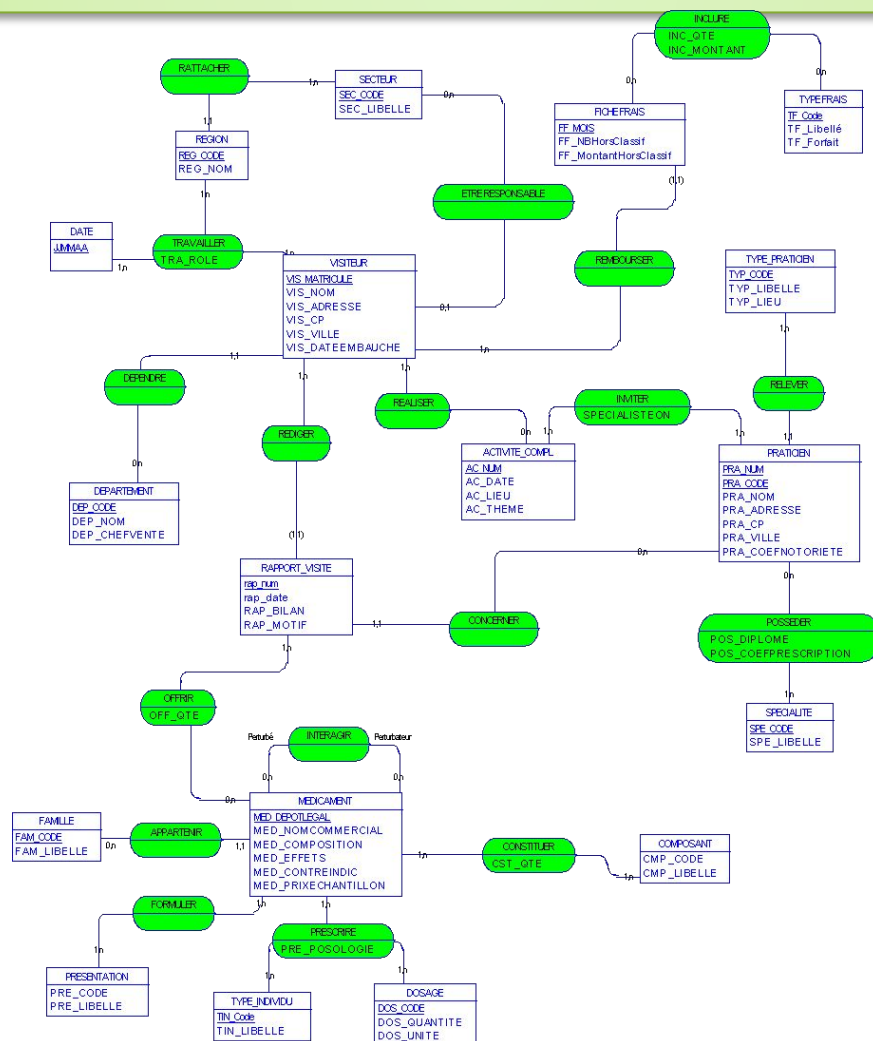 INCLURE
INC_QTE
INC_MONTANT
0,n
0,n
RATTACHER
1,n
1,1
SECTEUR
SEC_CODE
SEC_LIBELLE
0,n
FICHEFRAIS
FF_MOIS
FF_NBHorsClassif
FF_MontantHorsClassif
(1,1)
TYPEFRAIS
TF_Code
TF_Libellé
TF_Forfait
REGION
REG_CODE
REG_NOM
1,n
ETRE RESPONSABLE
0,1
DATE
JJMMAA
1,n
TRAVAILLER
TRA_ROLE
1,n
REMBOURSER
1,n
VISITEUR
VIS_MATRICULE
VIS_NOM
VIS_ADRESSE
VIS_CP
VIS_VILLE
VIS_DATEEMBAUCHE
TYPE_PRATICIEN
TYP_CODE
TYP_LIBELLE
TYP_LIEU
1,n
1,1
DEPENDRE
0,n
1,n
REDIGER
(1,1)
1,n
REALISER
0,n
1,n
INVITER
SPECIALISTEON
1,n
RELEVER
1,1
DEPARTEMENT
DEP_CODE
DEP_NOM
DEP_CHEFVENTE
ACTIVITE_COMPL
AC_NUM
AC_DATE
AC_LIEU
AC_THEME
PRATICIEN
PRA_NUM
PRA_CODE
PRA_NOM
PRA_ADRESSE
PRA_CP
PRA_VILLE
PRA_COEFNOTORIETE
0,n
0,n
RAPPORT_VISITE
rap_num
rap_date
RAP_BILAN
RAP_MOTIF
1,1
1,n
CONCERNER
POSSEDER
POS_DIPLOME
POS_COEFPRESCRIPTION
1,n
SPECIALITE
SPE_CODE
SPE_LIBELLE
OFFRIR
OFF_QTE
0,n
Perturbé
INTERAGIR
Perturbateur
0,n
0,n
MEDICAMENT
MED_DEPOTLEGAL
MED_NOMCOMMERCIAL
MED_COMPOSITION
MED_EFFETS
MED_CONTREINDIC
MED_PRIXECHANTILLON
FAMILLE
FAM_CODE
FAM_LIBELLE
0,n
APPARTENIR
1,1
1,n
CONSTITUER
CST_QTE
1,n
COMPOSANT
CMP_CODE
CMP_LIBELLE
FORMULER
1,n
1,n
1,n
PRESCRIRE
PRE_POSOLOGIE
1,n
1,n
PRESENTATION
PRE_CODE
PRE_LIBELLE
TYPE_INDIVIDU
TIN_Code
TIN_LIBELLE
DOSAGE
DOS_CODE
DOS_QUANTITE
DOS_UNITE